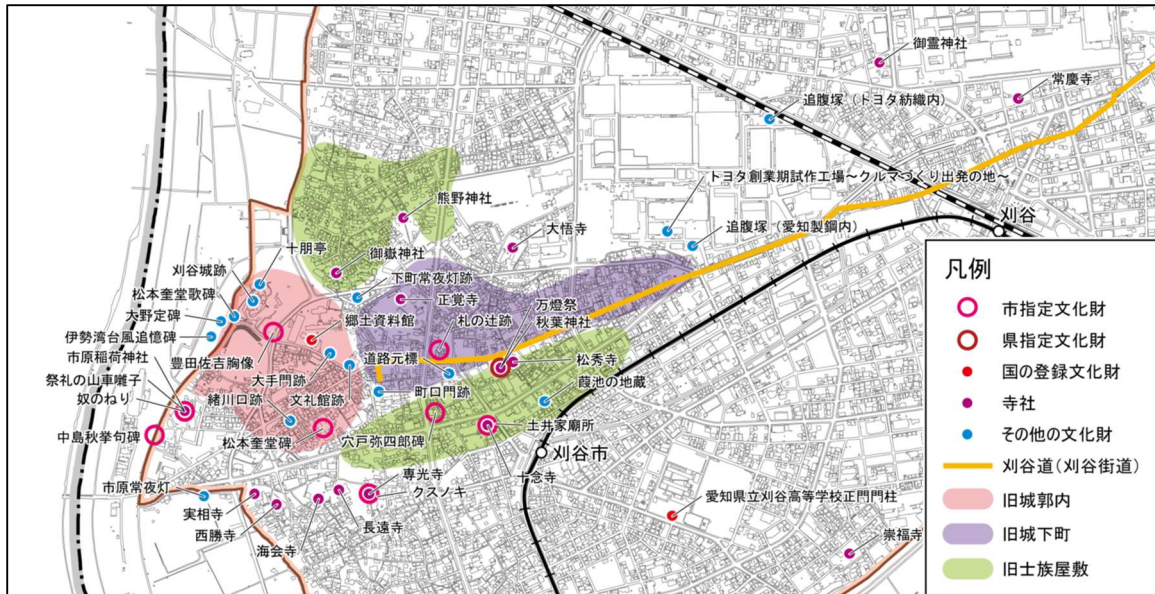 御霊神社
常慶寺
追腹塚（トヨタ紡織内）
トヨタ創業期試作工場～クルマづくり出発の地～
追腹塚（愛知製鋼内）
刈谷
熊野神社
大悟寺
十朋亭
御嶽神社
刈谷城跡
下町常夜灯跡
松本奎堂歌碑
正覚寺
万燈祭
秋葉神社
大野定碑
郷土資料館
札の辻跡
伊勢湾台風追憶碑
豊田佐吉胸像
道路元標
松秀寺
市原稲荷神社
大手門跡
町口門跡
葭池の地蔵
祭礼の山車囃子
奴のねり
緒川口跡
文礼館跡
中島秋挙句碑
松本奎堂碑
穴戸弥四郎碑
土井家廟所
刈谷市
専光寺
クスノキ
十念寺
市原常夜灯
実相寺
西勝寺
海会寺
長遠寺
愛知県立刈谷高等学校正門門柱
崇福寺
凡例
市指定文化財
県指定文化財
国の登録文化財
寺社
その他の文化財
刈谷道（刈谷街道）
旧城郭内
旧城下町
旧士族屋敷